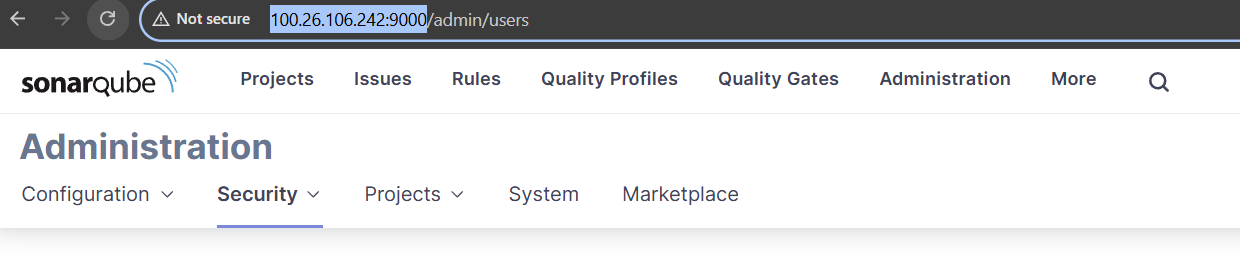 Not secure 100.26.106.242:9000/admin/users
sonarqube Projects Issues Rules Quality Profiles Quality Gates Administration More
Administration
Configuration Security Projects System Marketplace